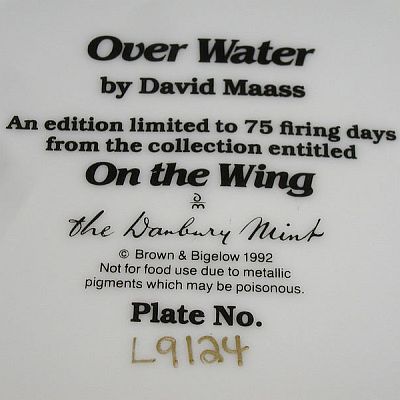 Over Water
by David Maass
An edition limited to 75 firing days
from the collection entitled
On the Wing
DM
the Danbury Mint
© Brown & Bigelow 1992
Not for food use due to metallic
pigments which may be poisonous.
Plate No.
L9124